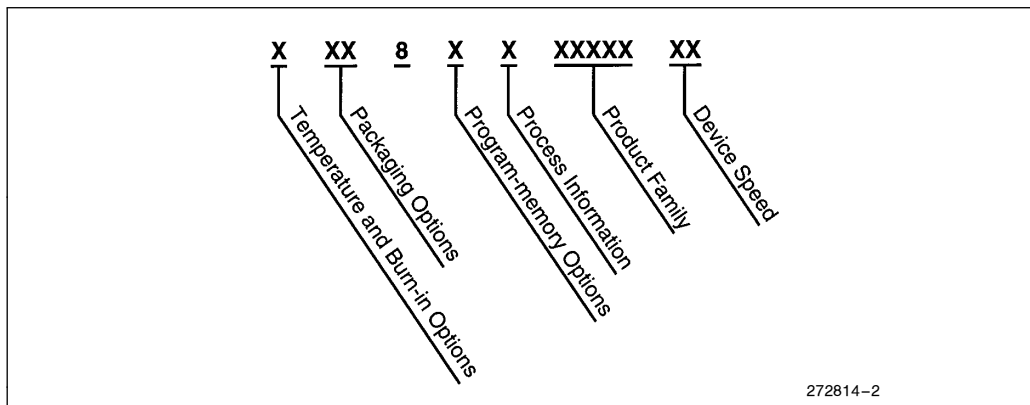 X XX 8 X X XXXXX XX
Temperature and Burn-in Options
Packaging Options
Program-memory Options
Process Information
Product Family
Device Speed
272814–2